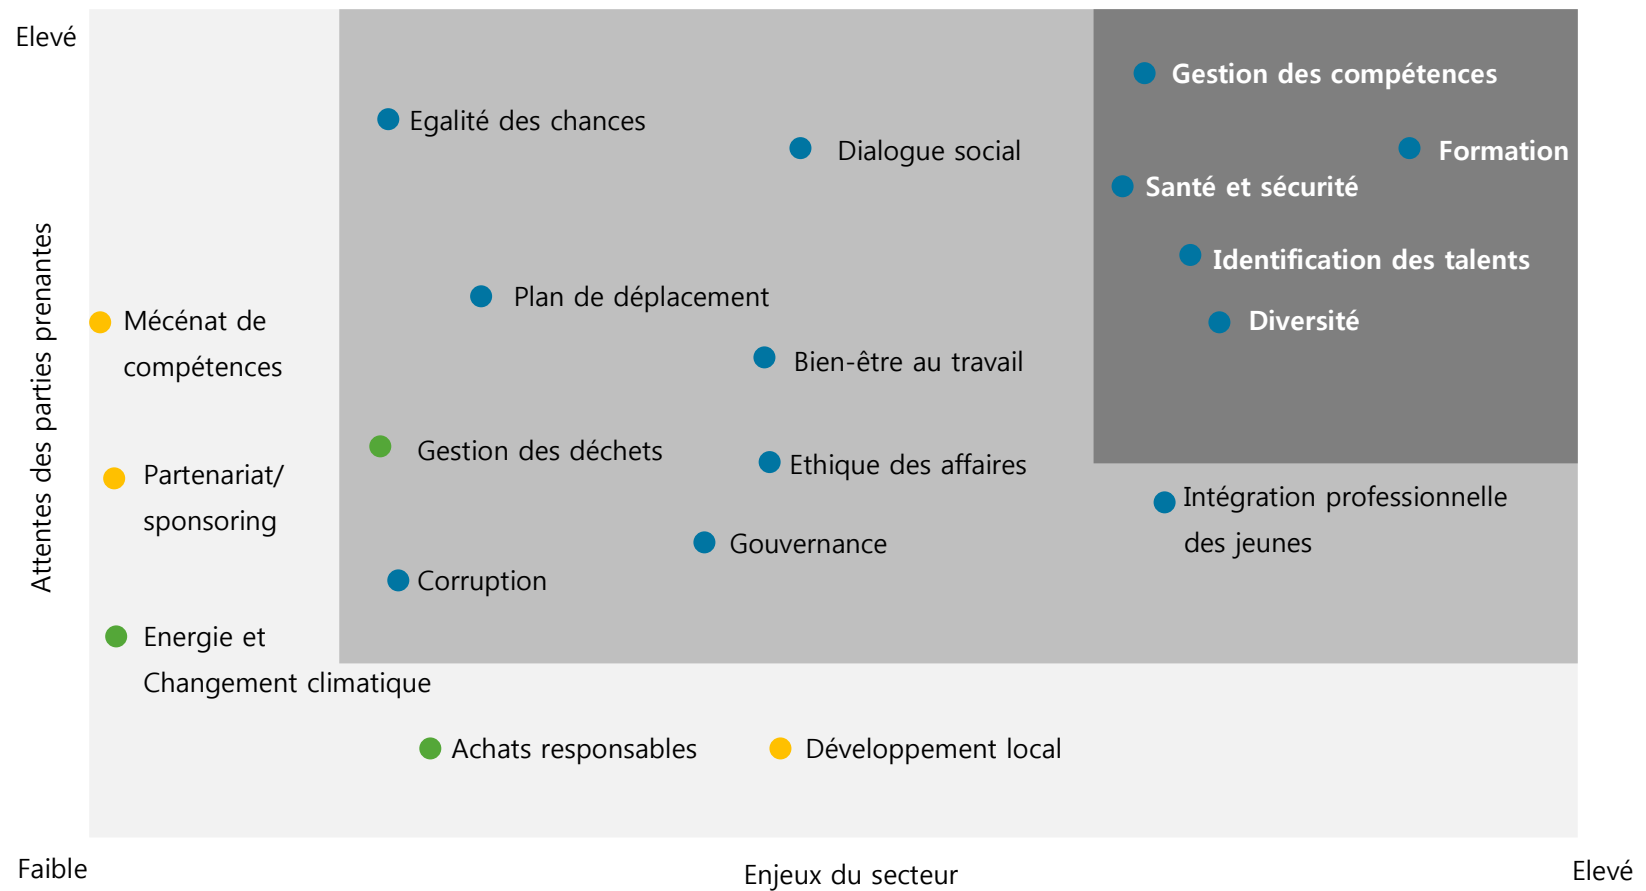 Elevé
Gestion des compétences
Egalité des chances
Dialogue social
Formation
Santé et sécurité
Identification des talents
Plan de déplacement
Mécénat de
compétences
Diversité
Bien-être au travail
Attentes des parties prenantes
Gestion des déchets
Ethique des affaires
Partenariat/
sponsoring
Intégration professionnelle
des jeunes
Gouvernance
Corruption
Energie et
Changement climatique
Achats responsables
Développement local
Faible
Enjeux du secteur
Elevé